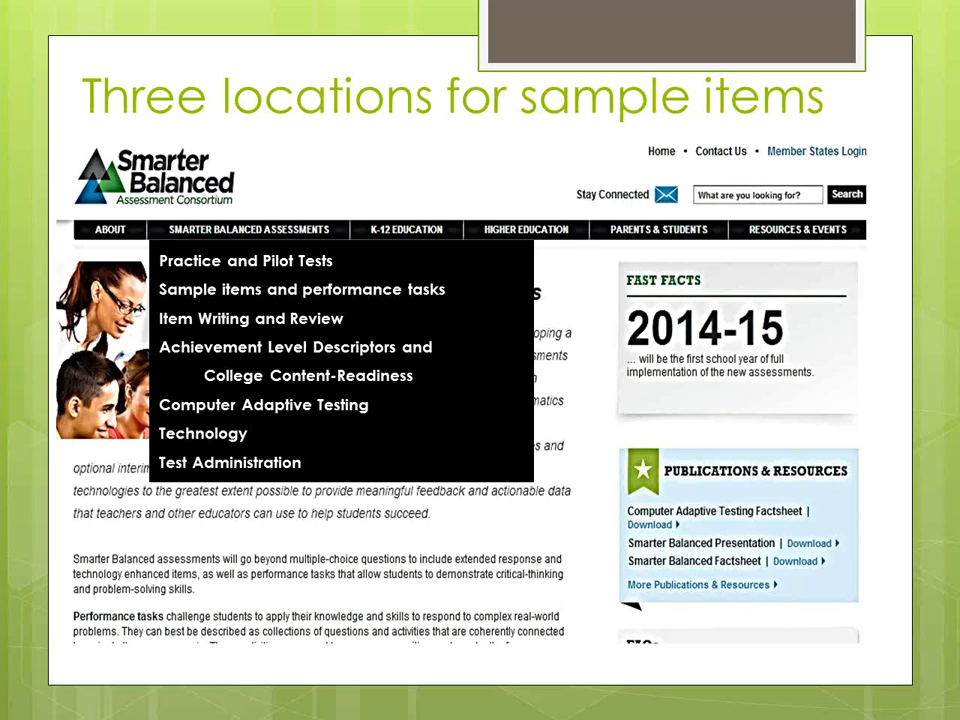 Three locations for sample items
Smarter
Balanced
Assessment Consortium
Home • Contact Us • Member States Login
Stay Connected
What are you looking for?
Search
ABOUT
SMARTER BALANCED ASSESSMENTS
K-12 EDUCATION
HIGHER EDUCATION
PARENTS & STUDENTS
RESOURCES & EVENTS
Practice and Pilot Tests
Sample items and performance tasks
Item Writing and Review
Achievement Level Descriptors and
College Content-Readiness
Computer Adaptive Testing
Technology
Test Administration
optional
technologies to the greatest extent possible to provide meaningful feedback and actionable data
that teachers and other educators can use to help students succeed.
Smarter Balanced assessments will go beyond multiple-choice questions to include extended response and
technology enhanced items, as well as performance tasks that allow students to demonstrate critical-thinking
and problem-solving skills.
Performance tasks challenge students to apply their knowledge and skills to respond to complex real-world
problems. They can best be described as collections of questions and activities that are coherently connected
FAST FACTS
2014-15
... will be the first school year of full
implementation of the new assessments.
PUBLICATIONS & RESOURCES
Computer Adaptive Testing Factsheet |
Download
Smarter Balanced Presentation | Download
Smarter Balanced Factsheet | Download
More Publications & Resources